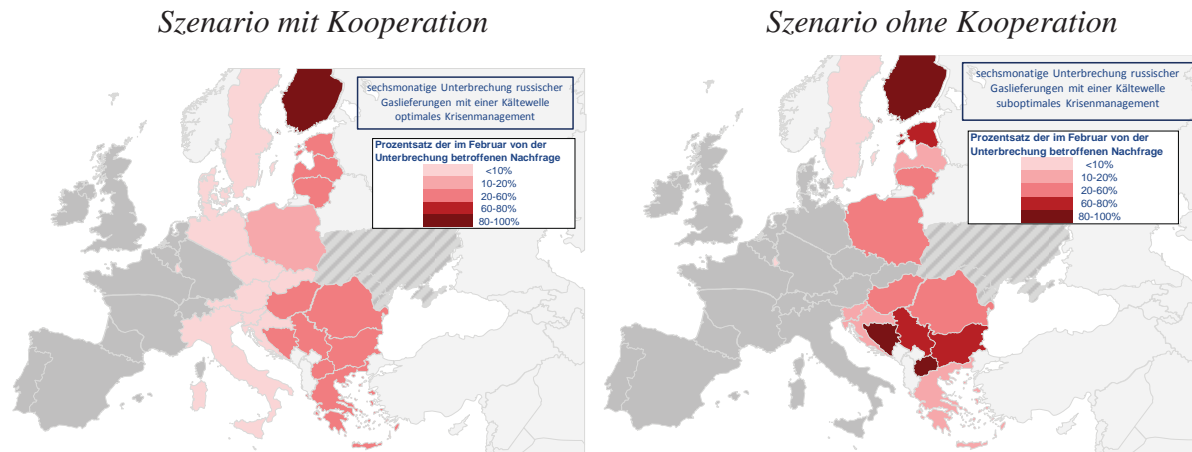 Szenario mit Kooperation
sechsmonatige Unterbrechung russischer
Gaslieferungen mit einer Kältewelle
optimales Krisenmanagement
Prozentsatz der im Februar von der
Unterbrechung betroffenen Nachfrage
<10%
10-20%
20-60%
60-80%
80-100%
Szenario ohne Kooperation
sechsmonatige Unterbrechung russischer
Gaslieferungen mit einer Kältewelle
suboptimales Krisenmanagement
Prozentsatz der im Februar von der
Unterbrechung betroffenen Nachfrage
<10%
10-20%
20-60%
60-80%
80-100%